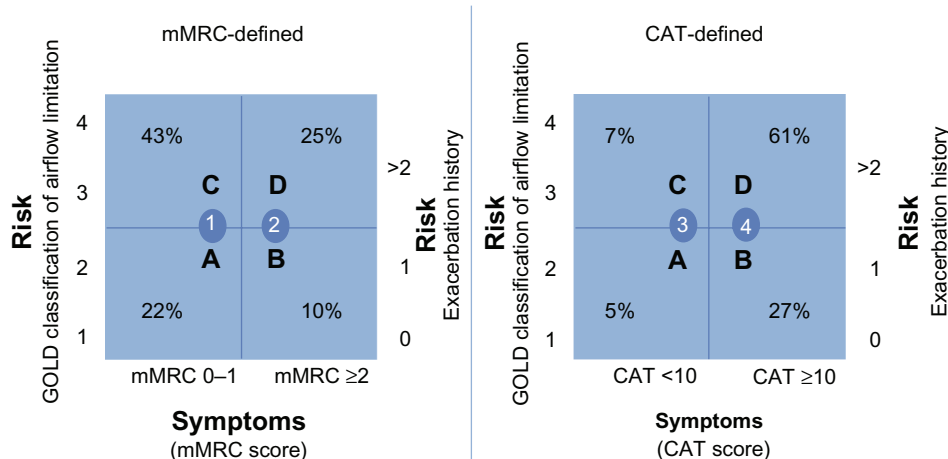 mMRC-defined
Risk
GOLD classification of airflow limitation
4
3
2
1
43%
25%
C
D
1
2
A
B
22%
10%
>2
1
0
Risk
Exacerbation history
mMRC 0–1
mMRC ≥2
Symptoms
(mMRC score)
CAT-defined
Risk
GOLD classification of airflow limitation
4
3
2
1
7%
61%
C
D
3
4
A
B
5%
27%
>2
1
0
Risk
Exacerbation history
CAT <10
CAT ≥10
Symptoms
(CAT score)